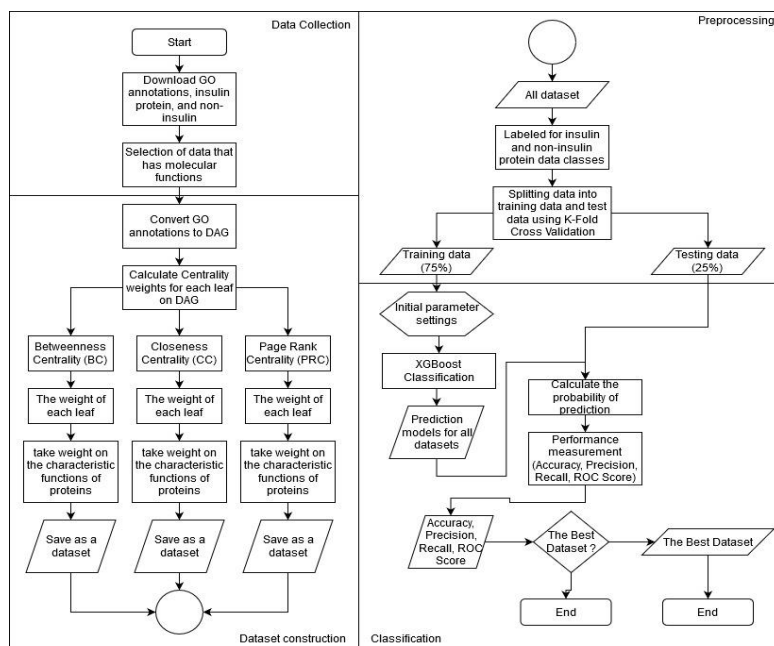 Data Collection
Start
Download GO
annotations, insulin
protein, and non-
insulin
Selection of data that
has molecular
functions
Convert GO
annotations to DAG
Calculate Centrality
weights for each leaf
on DAG
Betweenness
Centrality (BC)
Closeness
Centrality (CC)
Page Rank
Centrality (PRC)
The weight of
each leaf
The weight of
each leaf
The weight of
each leaf
take weight on
the characteristic
functions of
proteins
take weight on
the characteristic
functions of
proteins
take weight on
the characteristic
functions of
proteins
Save as a
dataset
Save as a
dataset
Save as a
dataset
Dataset construction
Preprocessing
All dataset
Labeled for insulin
and non-insulin
protein data classes
Splitting data into
training data and test
data using K-Fold
Cross Validation
Training data
(75%)
Testing data
(25%)
Initial parameter
settings
XGBoost
Classification
Prediction
models for all
datasets
Calculate the
probability of
prediction
Performance
measurement
(Accuracy, Precision,
Recall, ROC Score)
Accuracy,
Precision,
Recall, ROC
Score
The Best
Dataset ?
The Best Dataset
End
End
Classification